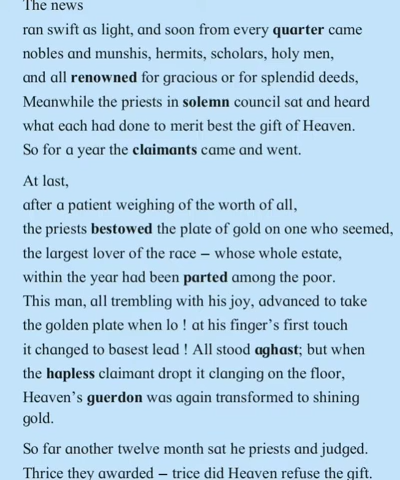 The news
ran swift as light, and soon from every quarter came
nobles and munshis, hermits, scholars, holy men,
and all renowned for gracious or for splendid deeds,
Meanwhile the priests in solemn council sat and heard
what each had done to merit best the gift of Heaven.
So for a year the claimants came and went.
At last,
after a patient weighing of the worth of all,
the priests bestowed the plate of gold on one who seemed,
the largest lover of the race – whose whole estate,
within the year had been parted among the poor.
This man, all trembling with his joy, advanced to take
the golden plate when lo ! at his finger's first touch
it changed to basest lead ! All stood aghast; but when
the hapless claimant dropt it clanging on the floor,
Heaven's guerdon was again transformed to shining
gold.
So far another twelve month sat he priests and judged.
Thrice they awarded – trice did Heaven refuse the gift.